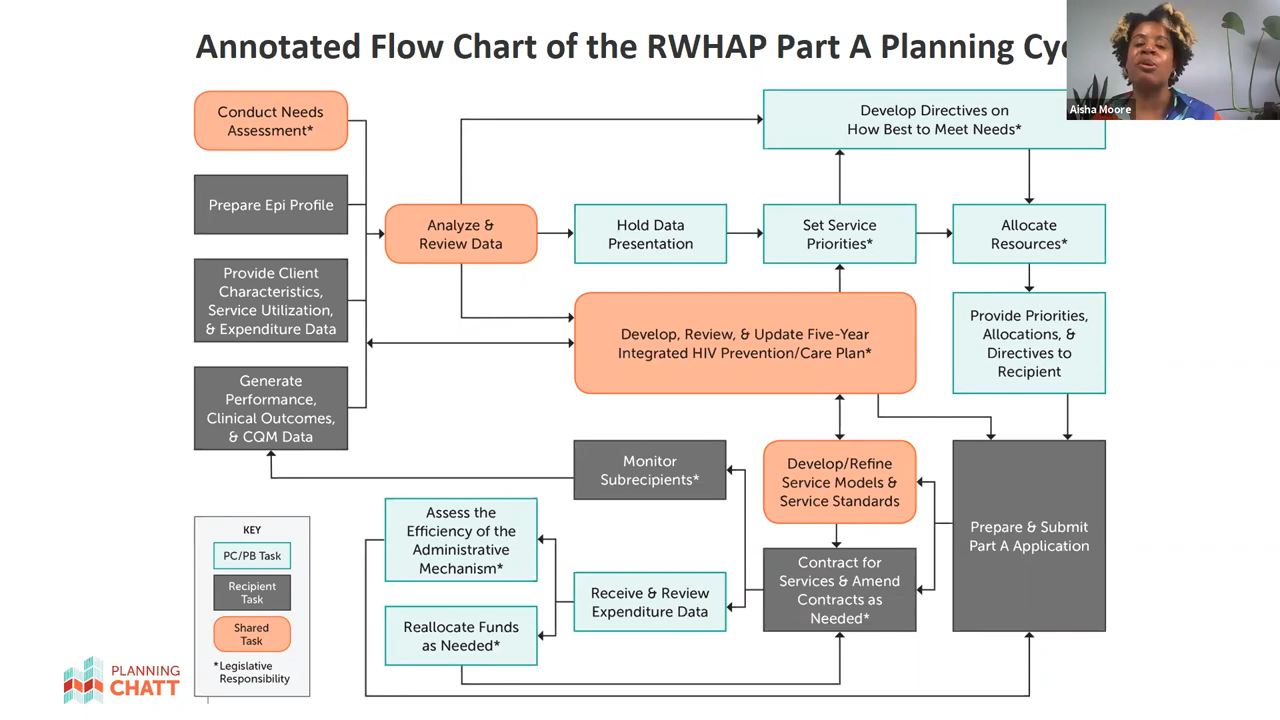 Annotated Flow Chart of the RWHAP Part A Planning Cy
Aisha Moore
Conduct Needs
Assessment*
Develop Directives on
How Best to Meet Needs*
Prepare Epi Profile
Analyze &
Review Data
Hold Data
Presentation
Set Service
Priorities*
Allocate
Resources*
Provide Client
Characteristics,
Service Utilization,
& Expenditure Data
Develop, Review, & Update Five-Year
Integrated HIV Prevention/Care Plan*
Provide Priorities,
Allocations, &
Directives to
Recipient
Generate
Performance,
Clinical Outcomes,
& CQM Data
Monitor
Subrecipients*
Develop/Refine
Service Models &
Service Standards
Prepare & Submit
Part A Application
Assess the
Efficiency of the
Administrative
Mechanism*
Contract for
Services & Amend
Contracts as
Needed*
Receive & Review
Expenditure Data
Reallocate Funds
as Needed*
KEY
PC/PB Task
Recipient
Task
Shared
Task
*Legislative
Responsibility
PLANNING
CHATT